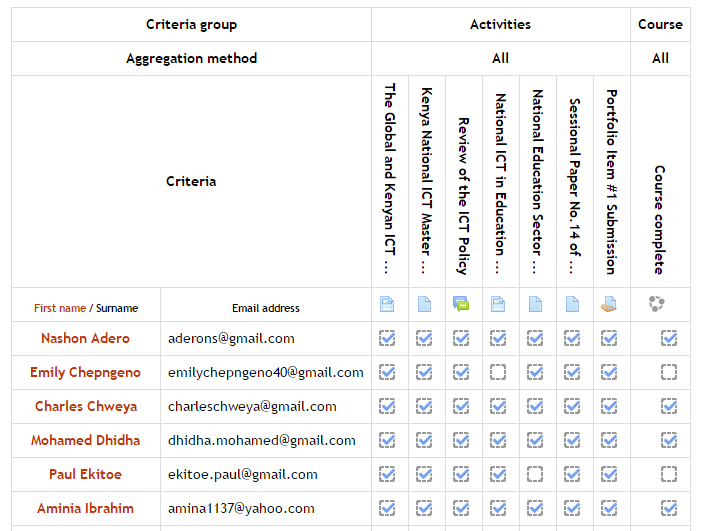 Criteria group Activities Course
Aggregation method All All
Criteria
The Global and Kenyan ICT ...
Kenya National ICT Master ...
Review of the ICT Policy
National ICT in Education ...
National Education Sector ...
Sessional Paper No. 14 of ...
Portfolio Item #1 Submission
Course complete
First name / Surname Email address
Nashon Adero aderons@gmail.com
Emily Chepngeno emilychepngeno40@gmail.com
Charles Chweya charleschweya@gmail.com
Mohamed Dhidha dhidha.mohamed@gmail.com
Paul Ekitoe ekitoe.paul@gmail.com
Aminia Ibrahim amina1137@yahoo.com